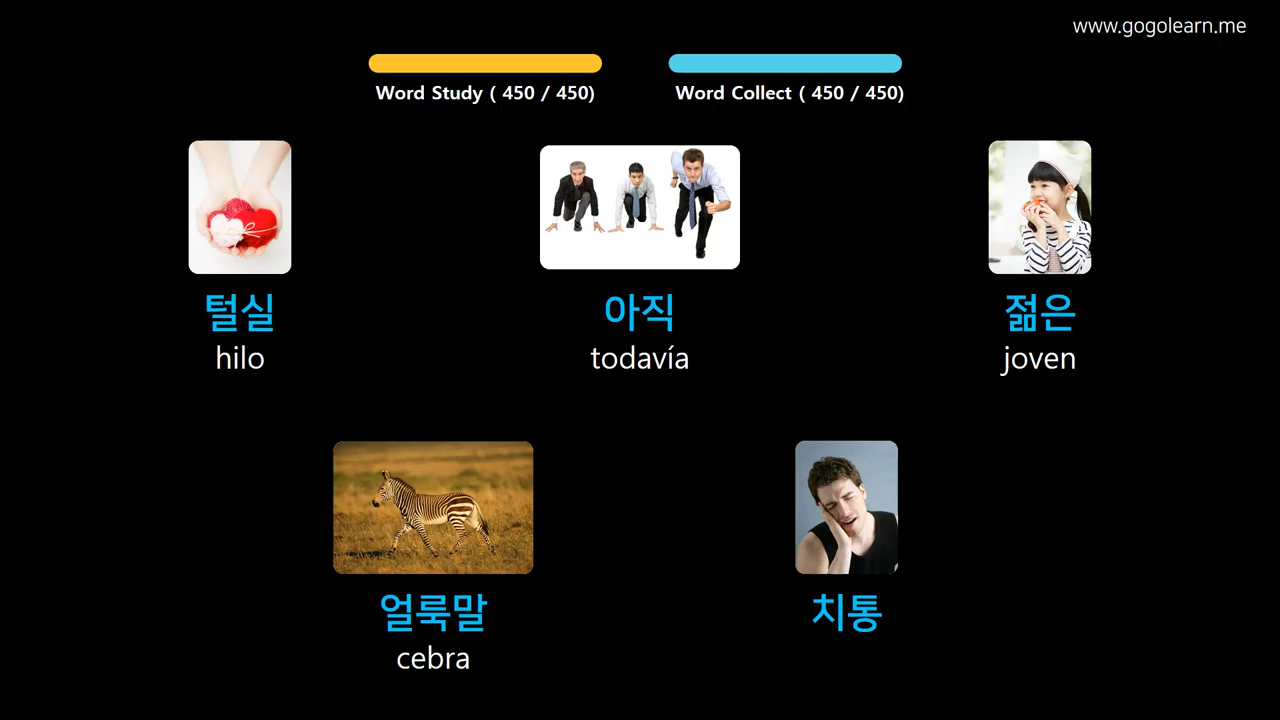 www.gogolearn.me
Word Study ( 450 / 450)
Word Collect ( 450 / 450)
털실
hilo
아직
todavía
젊은
joven
얼룩말
cebra
치통